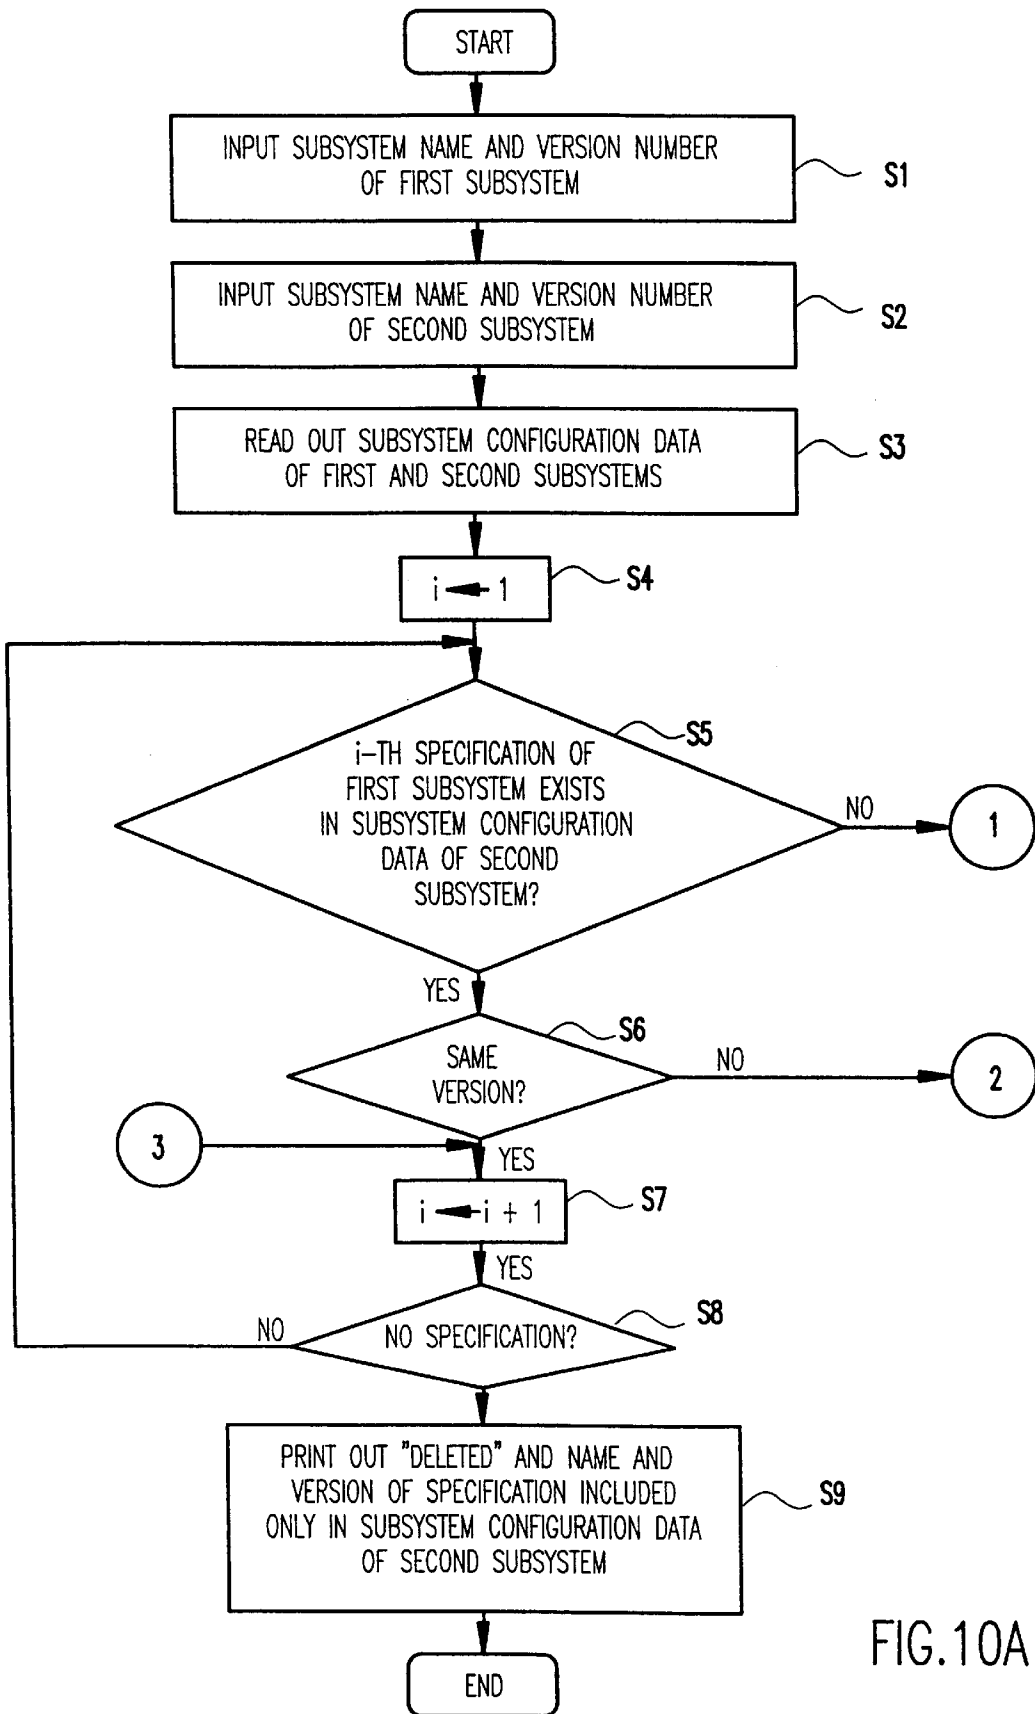 START
INPUT SUBSYSTEM NAME AND VERSION NUMBER
OF FIRST SUBSYSTEM
S1
INPUT SUBSYSTEM NAME AND VERSION NUMBER
OF SECOND SUBSYSTEM
S2
READ OUT SUBSYSTEM CONFIGURATION DATA
OF FIRST AND SECOND SUBSYSTEMS
S3
i ← 1
S4
S5
i-TH SPECIFICATION OF
FIRST SUBSYSTEM EXISTS
IN SUBSYSTEM CONFIGURATION
DATA OF SECOND
SUBSYSTEM?
NO
1
YES
S6
SAME
VERSION?
NO
2
3
YES
i ← i + 1
S7
YES
S8
NO SPECIFICATION?
NO
PRINT OUT "DELETED" AND NAME AND
VERSION OF SPECIFICATION INCLUDED
ONLY IN SUBSYSTEM CONFIGURATION DATA
OF SECOND SUBSYSTEM
S9
END
FIG.10A